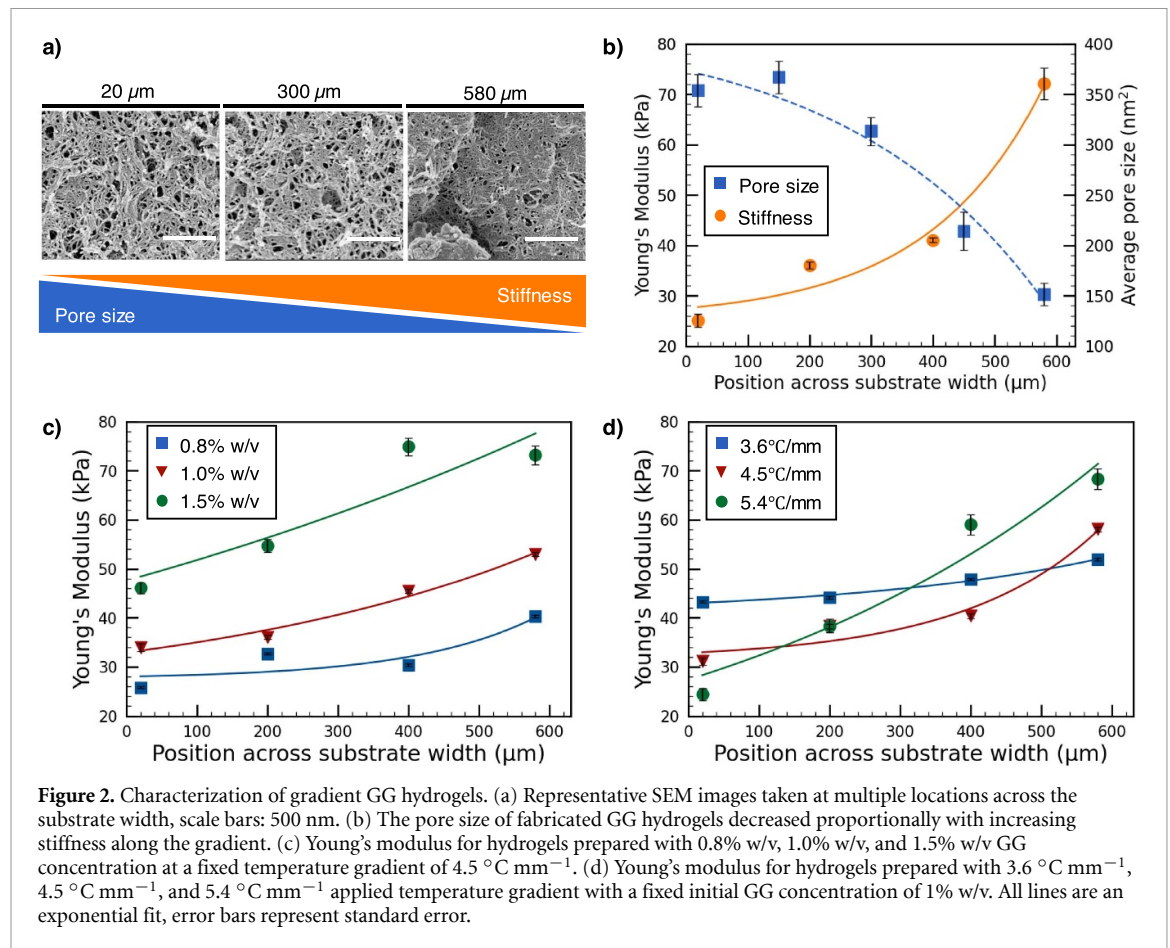 a)
20 μm
300 μm
580 μm
Stiffness
Pore size
b)
80
70
60
50
40
30
20
Young's Modulus (kPa)
400
350
300
250
200
150
100
Average pore size (nm²)
Pore size
Stiffness
0
100
200
300
400
500
600
Position across substrate width (μm)
c)
80
70
60
50
40
30
20
Young's Modulus (kPa)
0.8% w/v
1.0% w/v
1.5% w/v
0
100
200
300
400
500
600
Position across substrate width (μm)
d)
80
70
60
50
40
30
20
Young's Modulus (kPa)
3.6℃/mm
4.5℃/mm
5.4℃/mm
0
100
200
300
400
500
600
Position across substrate width (μm)
Figure 2. Characterization of gradient GG hydrogels. (a) Representative SEM images taken at multiple locations across the
substrate width, scale bars: 500 nm. (b) The pore size of fabricated GG hydrogels decreased proportionally with increasing
stiffness along the gradient. (c) Young's modulus for hydrogels prepared with 0.8% w/v, 1.0% w/v, and 1.5% w/v GG
concentration at a fixed temperature gradient of 4.5 °C mm⁻¹. (d) Young's modulus for hydrogels prepared with 3.6 °C mm⁻¹,
4.5 °C mm⁻¹, and 5.4 °C mm⁻¹ applied temperature gradient with a fixed initial GG concentration of 1% w/v. All lines are an
exponential fit, error bars represent standard error.